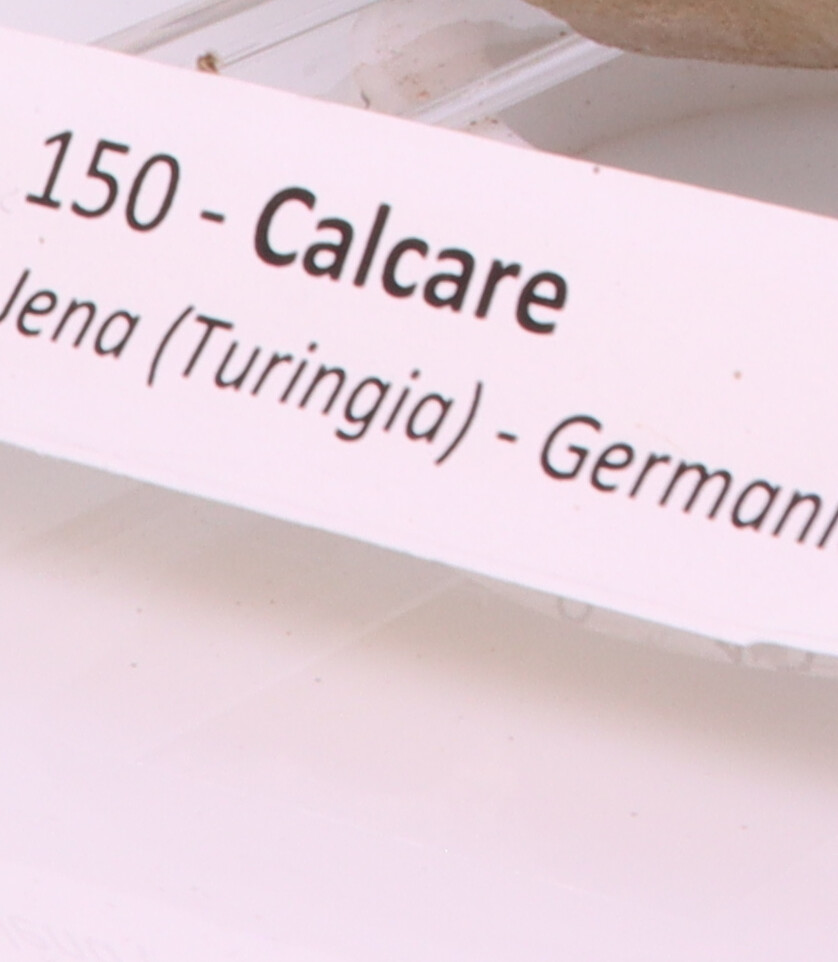 150 - Calcare
Jena (Turingia) - German